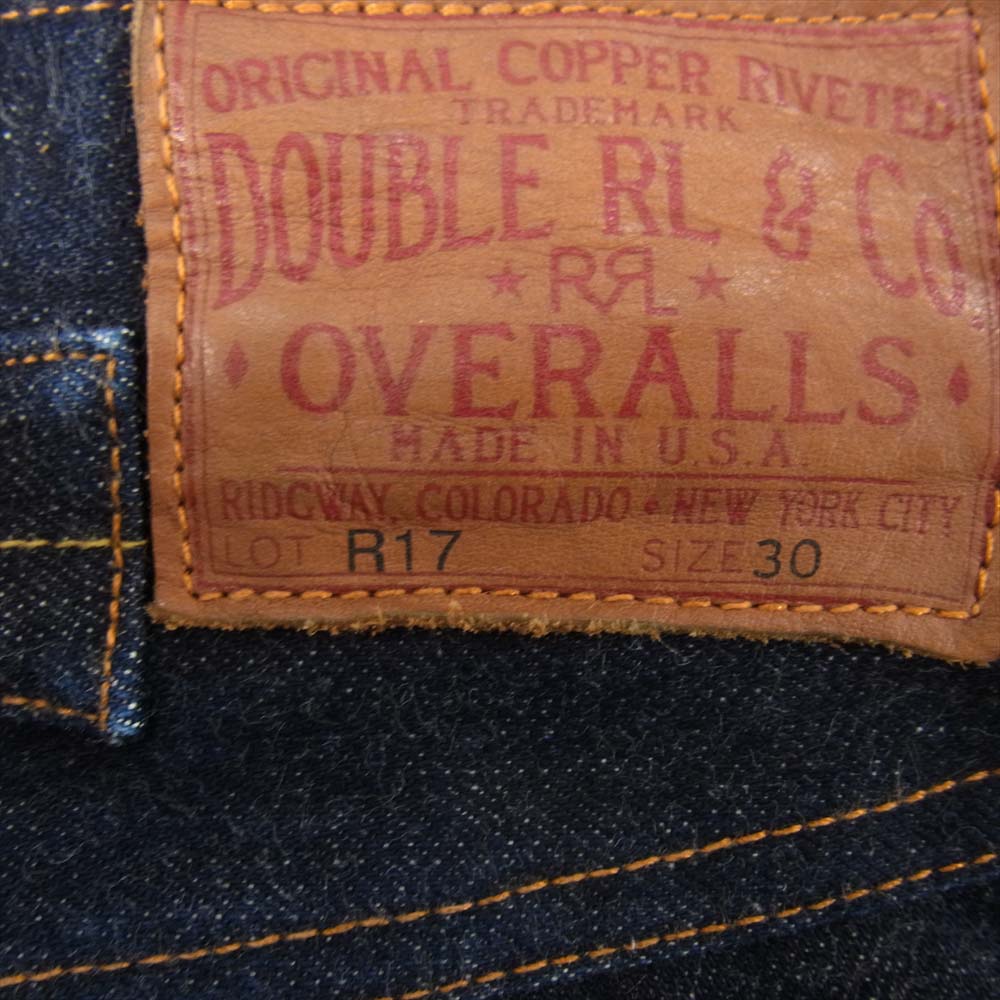 ORIGINAL COPPER RIVETED
TRADEMARK
DOUBLE RL & Co.
★ RRL ★
OVERALLS
MADE IN U.S.A.
RIDGWAY, COLORADO • NEW YORK CITY
LOT R17 SIZE 30